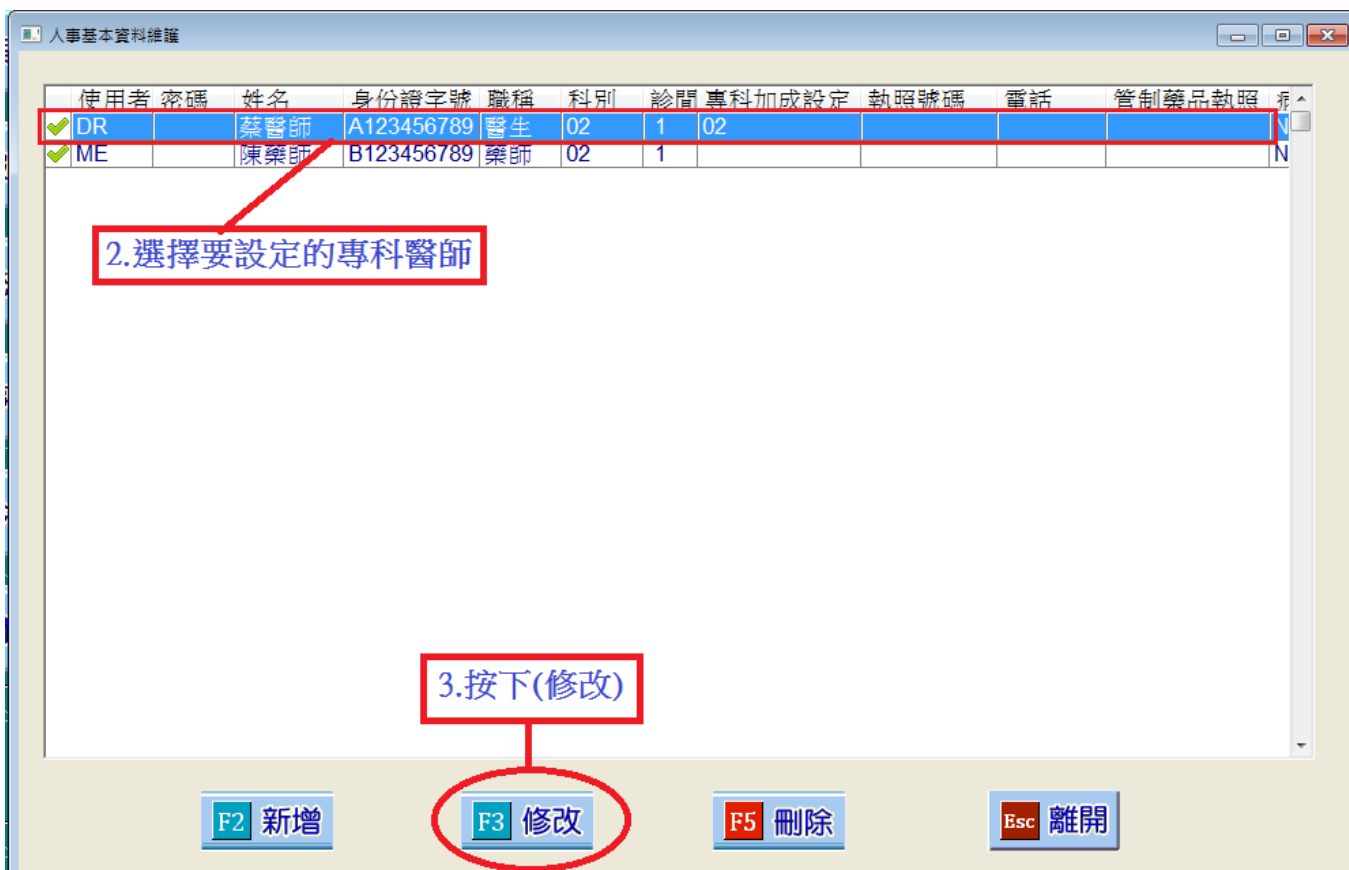 人事基本資料維護
使用者 密碼 姓名 身份證字號 職稱 科別 診間 專科加成設定 執照號碼 電話 管制藥品執照
DR 蔡醫師 A123456789 醫生 02 1 02 N
ME 陳藥師 B123456789 藥師 02 1 N
2.選擇要設定的專科醫師
3.按下(修改)
F2 新增 F3 修改 F5 刪除 Esc 離開